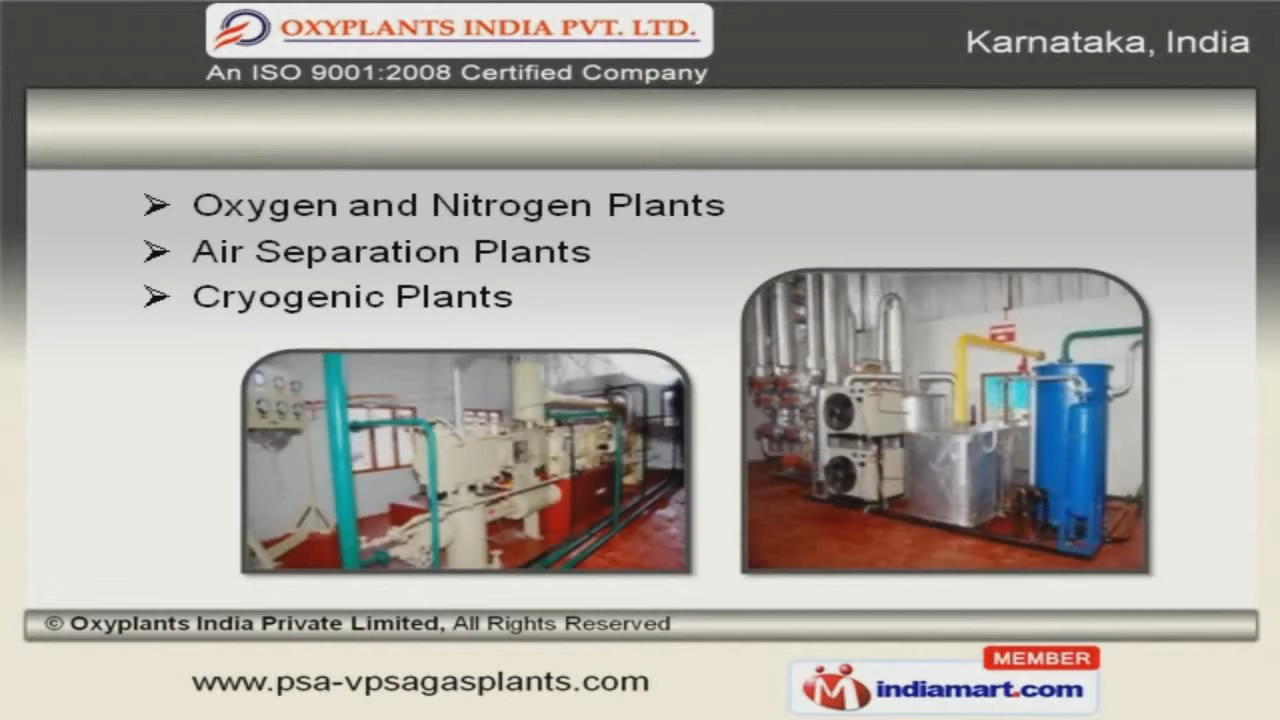 OXYPLANTS INDIA PVT. LTD.
An ISO 9001:2008 Certified Company
Karnataka, India
➢ Oxygen and Nitrogen Plants
➢ Air Separation Plants
➢ Cryogenic Plants
© Oxyplants India Private Limited, All Rights Reserved
www.psa-vpsagasplants.com
MEMBER
indiamart.com